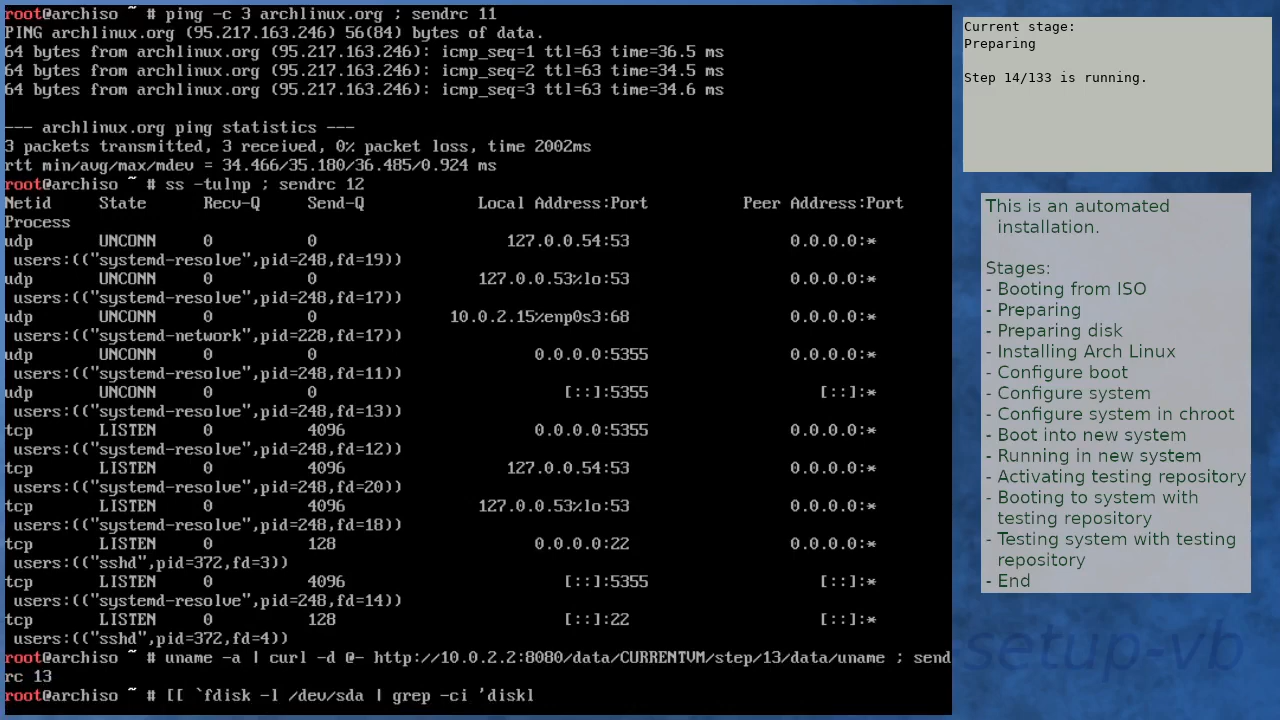 root@archiso ~ # ping -c 3 archlinux.org ; sendrc 11
PING archlinux.org (95.217.163.246) 56(84) bytes of data.
64 bytes from archlinux.org (95.217.163.246): icmp_seq=1 ttl=63 time=36.5 ms
64 bytes from archlinux.org (95.217.163.246): icmp_seq=2 ttl=63 time=34.5 ms
64 bytes from archlinux.org (95.217.163.246): icmp_seq=3 ttl=63 time=34.6 ms
--- archlinux.org ping statistics ---
3 packets transmitted, 3 received, 0% packet loss, time 2002ms
rtt min/avg/max/mdev = 34.466/35.180/36.485/0.924 ms
root@archiso ~ # ss -tulnp ; sendrc 12
Netid State Recv-Q Send-Q Local Address:Port Peer Address:Port
Process
udp UNCONN 0 0 127.0.0.54:53 0.0.0.0:*
users:(("systemd-resolve",pid=248,fd=19))
udp UNCONN 0 0 127.0.0.53%lo:53 0.0.0.0:*
users:(("systemd-resolve",pid=248,fd=17))
udp UNCONN 0 0 10.0.2.15%enp0s3:68 0.0.0.0:*
users:(("systemd-network",pid=228,fd=17))
udp UNCONN 0 0 0.0.0.0:5355 0.0.0.0:*
users:(("systemd-resolve",pid=248,fd=11))
udp UNCONN 0 0 [::]:5355 [::]:*
users:(("systemd-resolve",pid=248,fd=13))
tcp LISTEN 0 4096 0.0.0.0:5355 0.0.0.0:*
users:(("systemd-resolve",pid=248,fd=12))
tcp LISTEN 0 4096 127.0.0.54:53 0.0.0.0:*
users:(("systemd-resolve",pid=248,fd=20))
tcp LISTEN 0 4096 127.0.0.53%lo:53 0.0.0.0:*
users:(("systemd-resolve",pid=248,fd=18))
tcp LISTEN 0 128 0.0.0.0:22 0.0.0.0:*
users:(("sshd",pid=372,fd=3))
tcp LISTEN 0 4096 [::]:5355 [::]:*
users:(("systemd-resolve",pid=248,fd=14))
tcp LISTEN 0 128 [::]:22 [::]:*
users:(("sshd",pid=372,fd=4))
root@archiso ~ # uname -a | curl -d @- http://10.0.2.2:8080/data/CURRENTVM/step/13/data/uname ; send
rc 13
root@archiso ~ # [[ `fdisk -l /dev/sda | grep -ci 'diskl
Current stage:
Preparing
Step 14/133 is running.
This is an automated
installation.
Stages:
- Booting from ISO
- Preparing
- Preparing disk
- Installing Arch Linux
- Configure boot
- Configure system
- Configure system in chroot
- Boot into new system
- Running in new system
- Activating testing repository
- Booting to system with
testing repository
- Testing system with testing
repository
- End
setup-vb